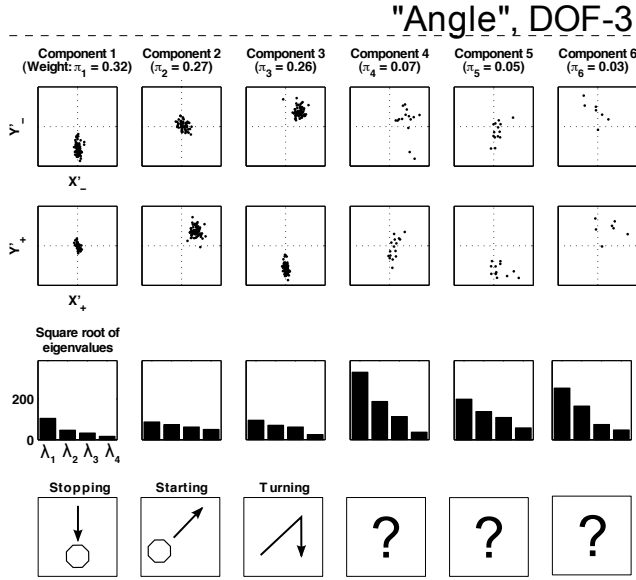 "Angle", DOF-3
Component 1 Component 2 Component 3 Component 4 Component 5 Component 6
(Weight: π1 = 0.32) (π2 = 0.27) (π3 = 0.26) (π4 = 0.07) (π5 = 0.05) (π6 = 0.03)
Y'-
X'-
Y'+
X'+
Square root of
eigenvalues
200
0
λ1 λ2 λ3 λ4
Stopping Starting Turning
? ? ?